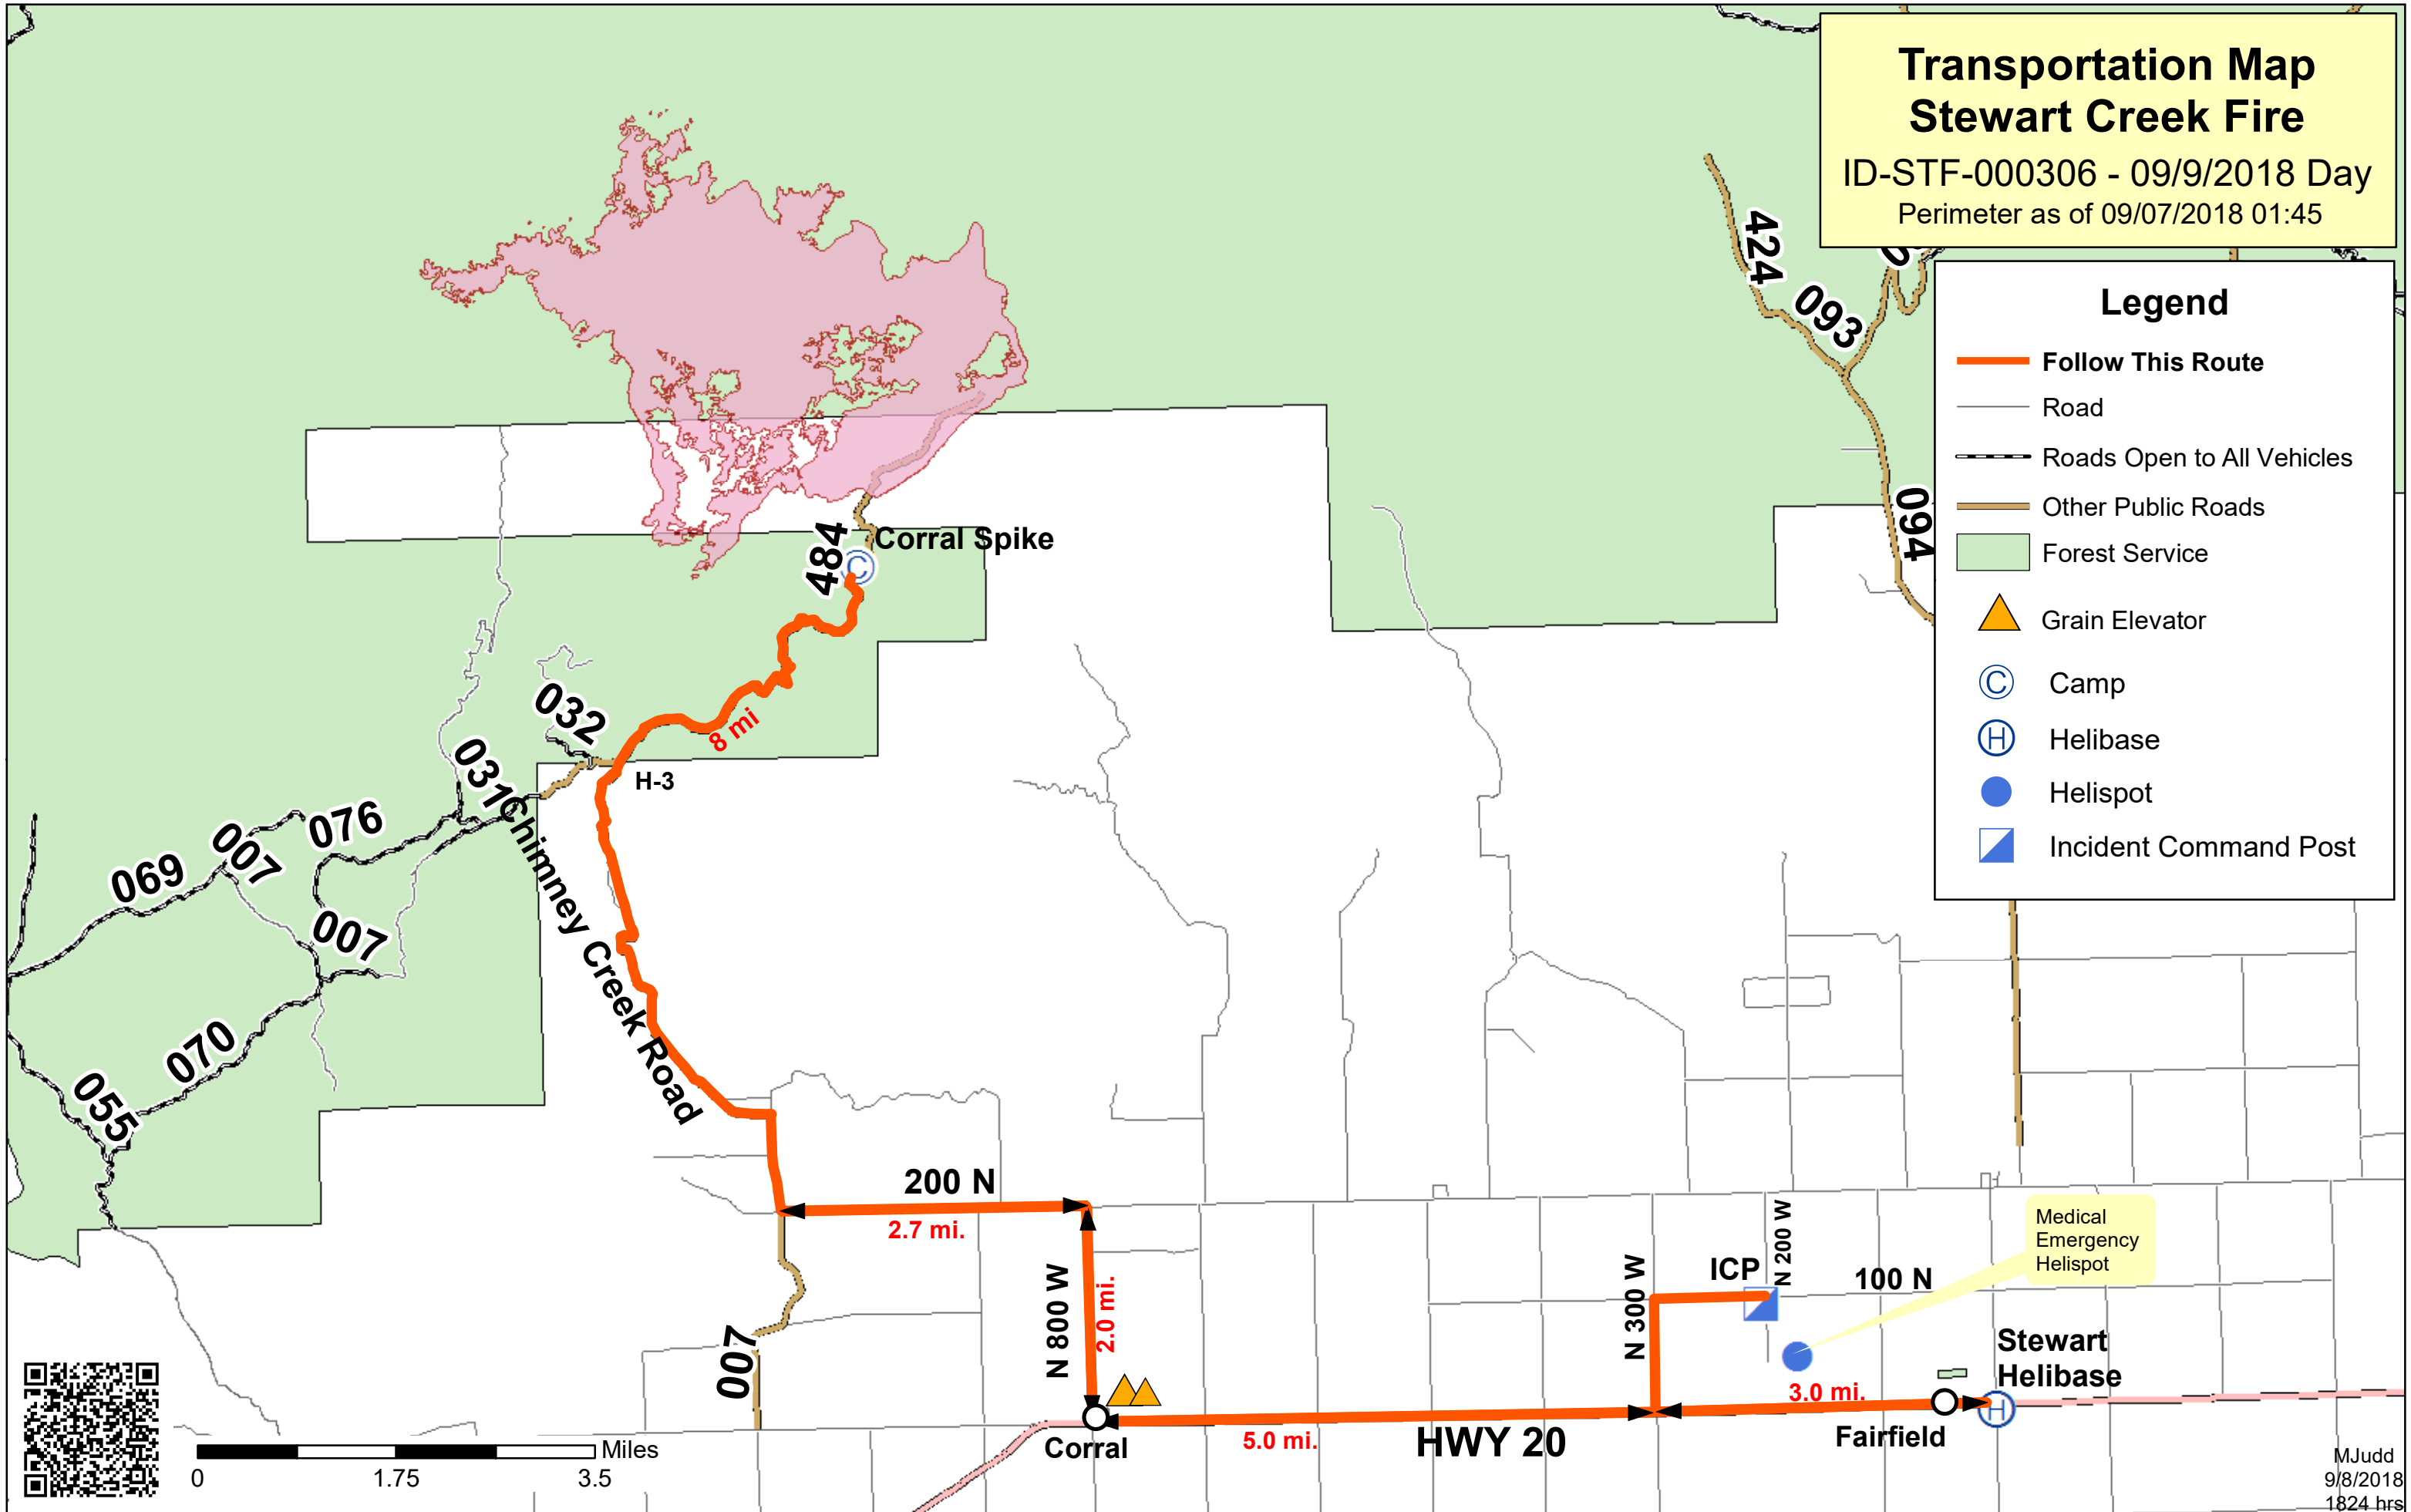 Transportation Map
Stewart Creek Fire
ID-STF-000306 - 09/9/2018 Day
Perimeter as of 09/07/2018 01:45
Legend
Follow This Route
Road
Roads Open to All Vehicles
Other Public Roads
Forest Service
Grain Elevator
Camp
Helibase
Helispot
Incident Command Post
424
093
094
484
Corral Spike
C
8 mi
032
H-3
031
Chimney Creek Road
076
007
069
007
070
055
200 N
2.7 mi.
N 800 W
2.0 mi.
007
N 300 W
ICP
N 200 W
100 N
Medical
Emergency
Helispot
Stewart
Helibase
H
3.0 mi.
Fairfield
5.0 mi.
HWY 20
Corral
Miles
0 1.75 3.5
MJudd
9/8/2018
1824 hrs